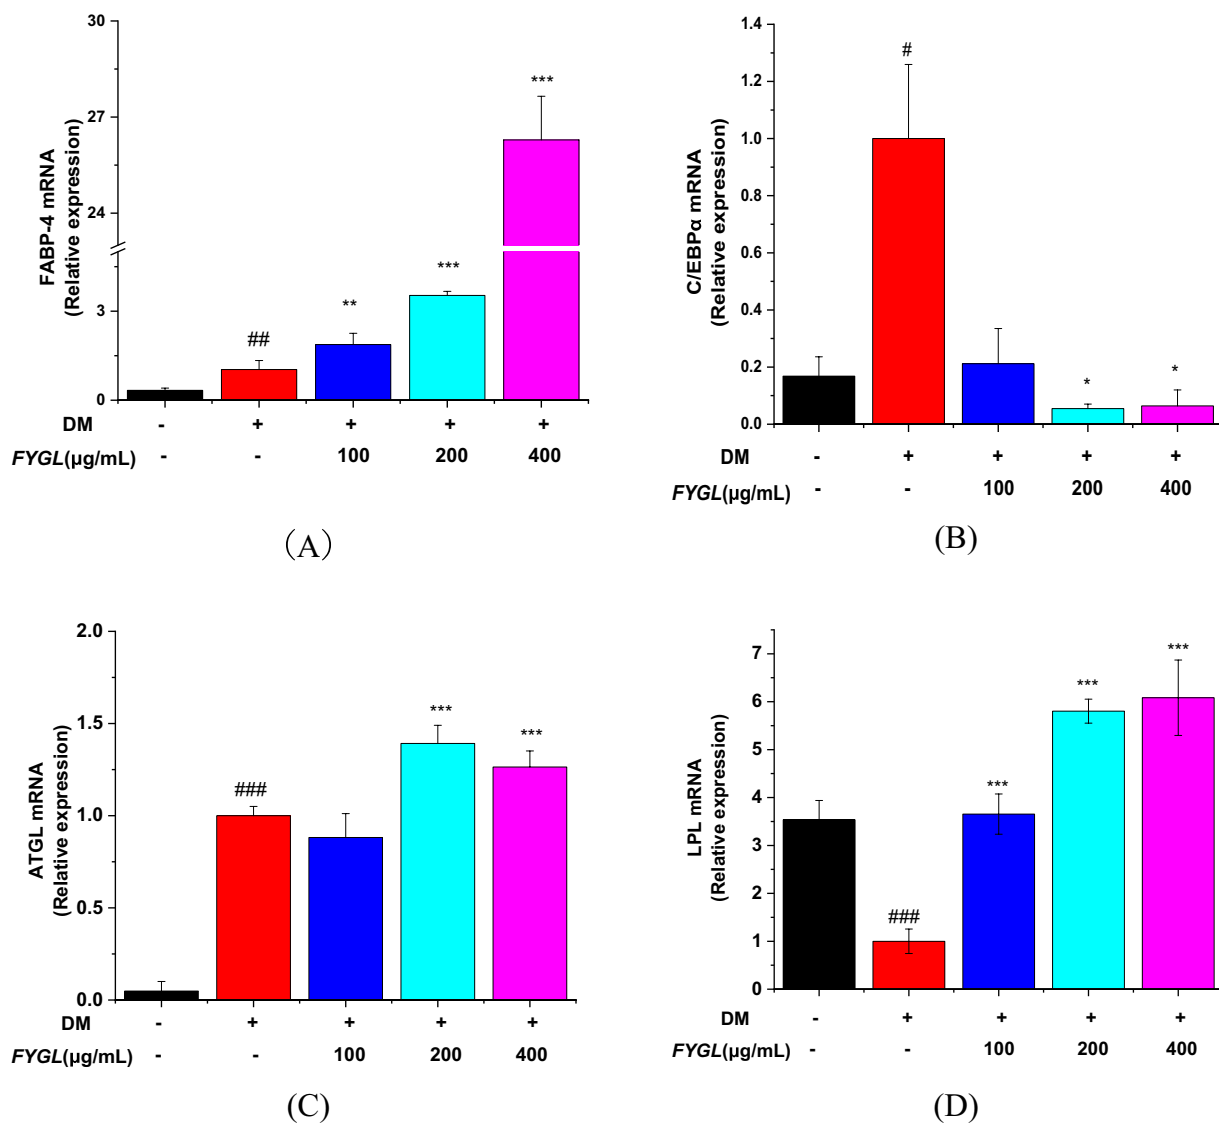 30
27
24
3
0
FABP-4 mRNA
(Relative expression)
##
**
***
***
DM - + + + +
FYGL(μg/mL) - - 100 200 400
(A)
1.4
1.2
1.0
0.8
0.6
0.4
0.2
0.0
C/EBPα mRNA
(Relative expression)
#
*
*
DM - + + + +
FYGL(μg/mL) - - 100 200 400
(B)
2.0
1.5
1.0
0.5
0.0
ATGL mRNA
(Relative expression)
###
***
***
DM - + + + +
FYGL(μg/mL) - - 100 200 400
(C)
7
6
5
4
3
2
1
0
LPL mRNA
(Relative expression)
###
***
***
***
DM - + + + +
FYGL(μg/mL) - - 100 200 400
(D)